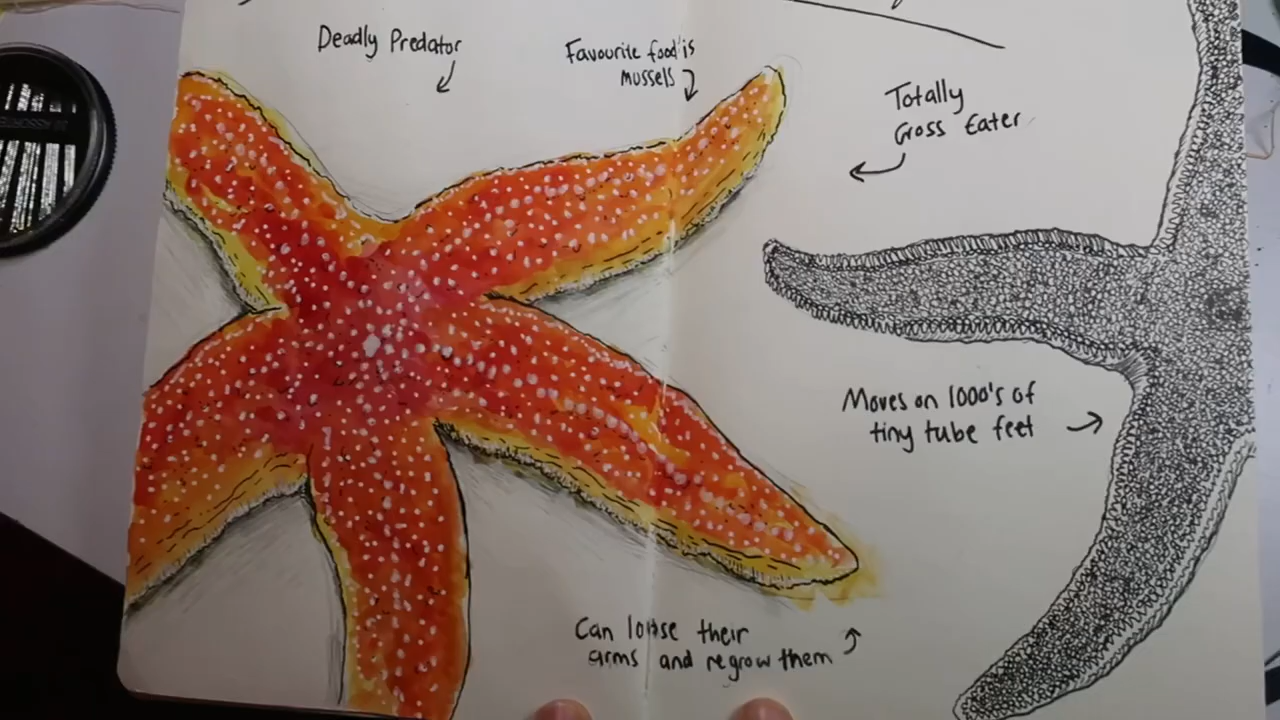 Deadly Predator
Favourite food is
mussels
Totally
Gross Eater
Moves on 1000's of
tiny tube feet
Can loose their
arms and regrow them